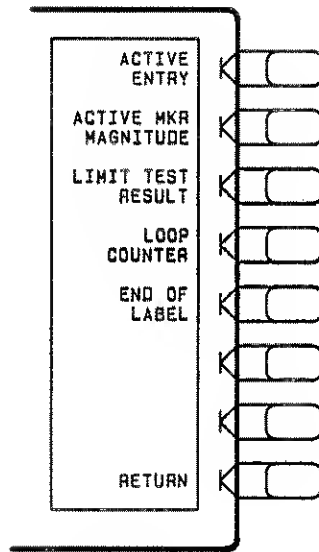 ACTIVE
ENTRY
ACTIVE MKR
MAGNITUDE
LIMIT TEST
RESULT
LOOP
COUNTER
END OF
LABEL
RETURN